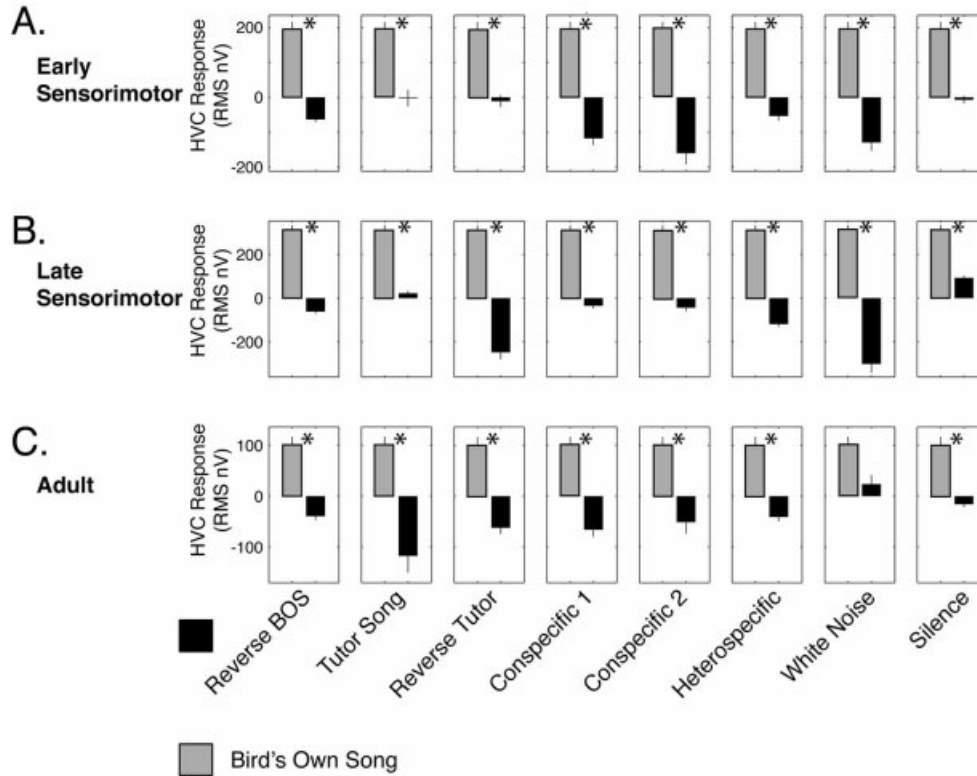 A.
Early
Sensorimotor
HVC Response
(RMS nV)
200
0
-200
* * * * * * * *
B.
Late
Sensorimotor
HVC Response
(RMS nV)
200
0
-200
* * * * * * * *
C.
Adult
HVC Response
(RMS nV)
100
0
-100
* * * * * * *
Reverse BOS
Tutor Song
Reverse Tutor
Conspecific 1
Conspecific 2
Heterospecific
White Noise
Silence
Bird's Own Song